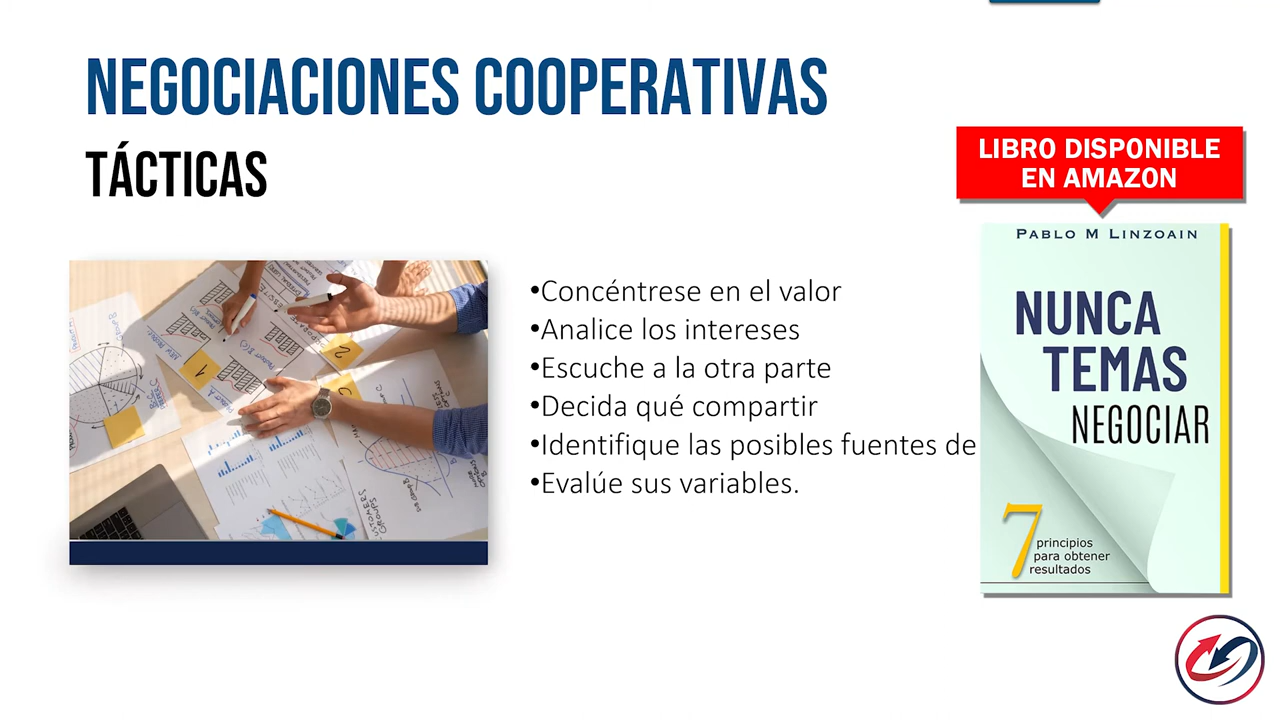 NEGOCIACIONES COOPERATIVAS
TÁCTICAS
LIBRO DISPONIBLE
EN AMAZON
PABLO M LINZOAIN
NUNCA
TEMAS
NEGOCIAR
7
principios
para obtener
resultados
•Concéntrese en el valor
•Analice los intereses
•Escuche a la otra parte
•Decida qué compartir
•Identifique las posibles fuentes de
•Evalúe sus variables.
1
2